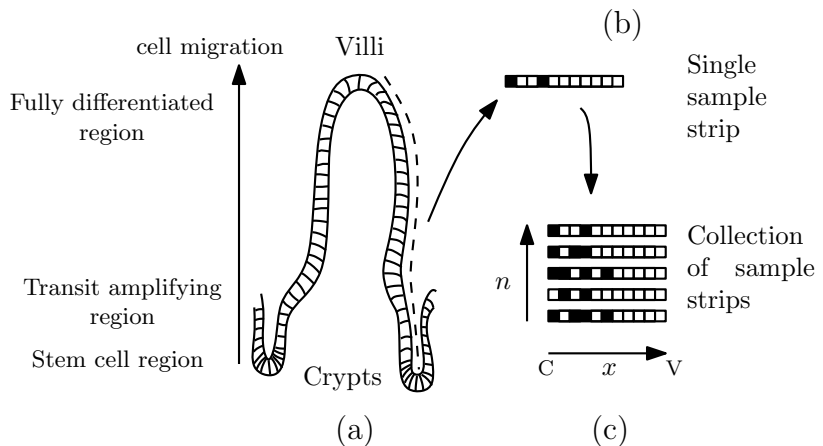 (b)
cell migration
Villi
Fully differentiated
region
Single
sample
strip
Transit amplifying
region
Stem cell region
Crypts
n
Collection
of sample
strips
C x V
(a)
(c)